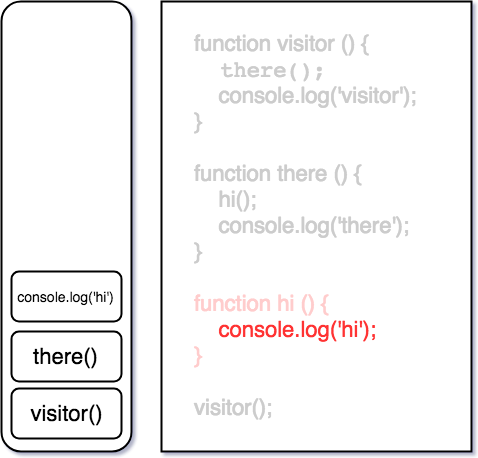 console.log('hi')
there()
visitor()
function visitor () {
there();
console.log('visitor');
}
function there () {
hi();
console.log('there');
}
function hi () {
console.log('hi');
}
visitor();